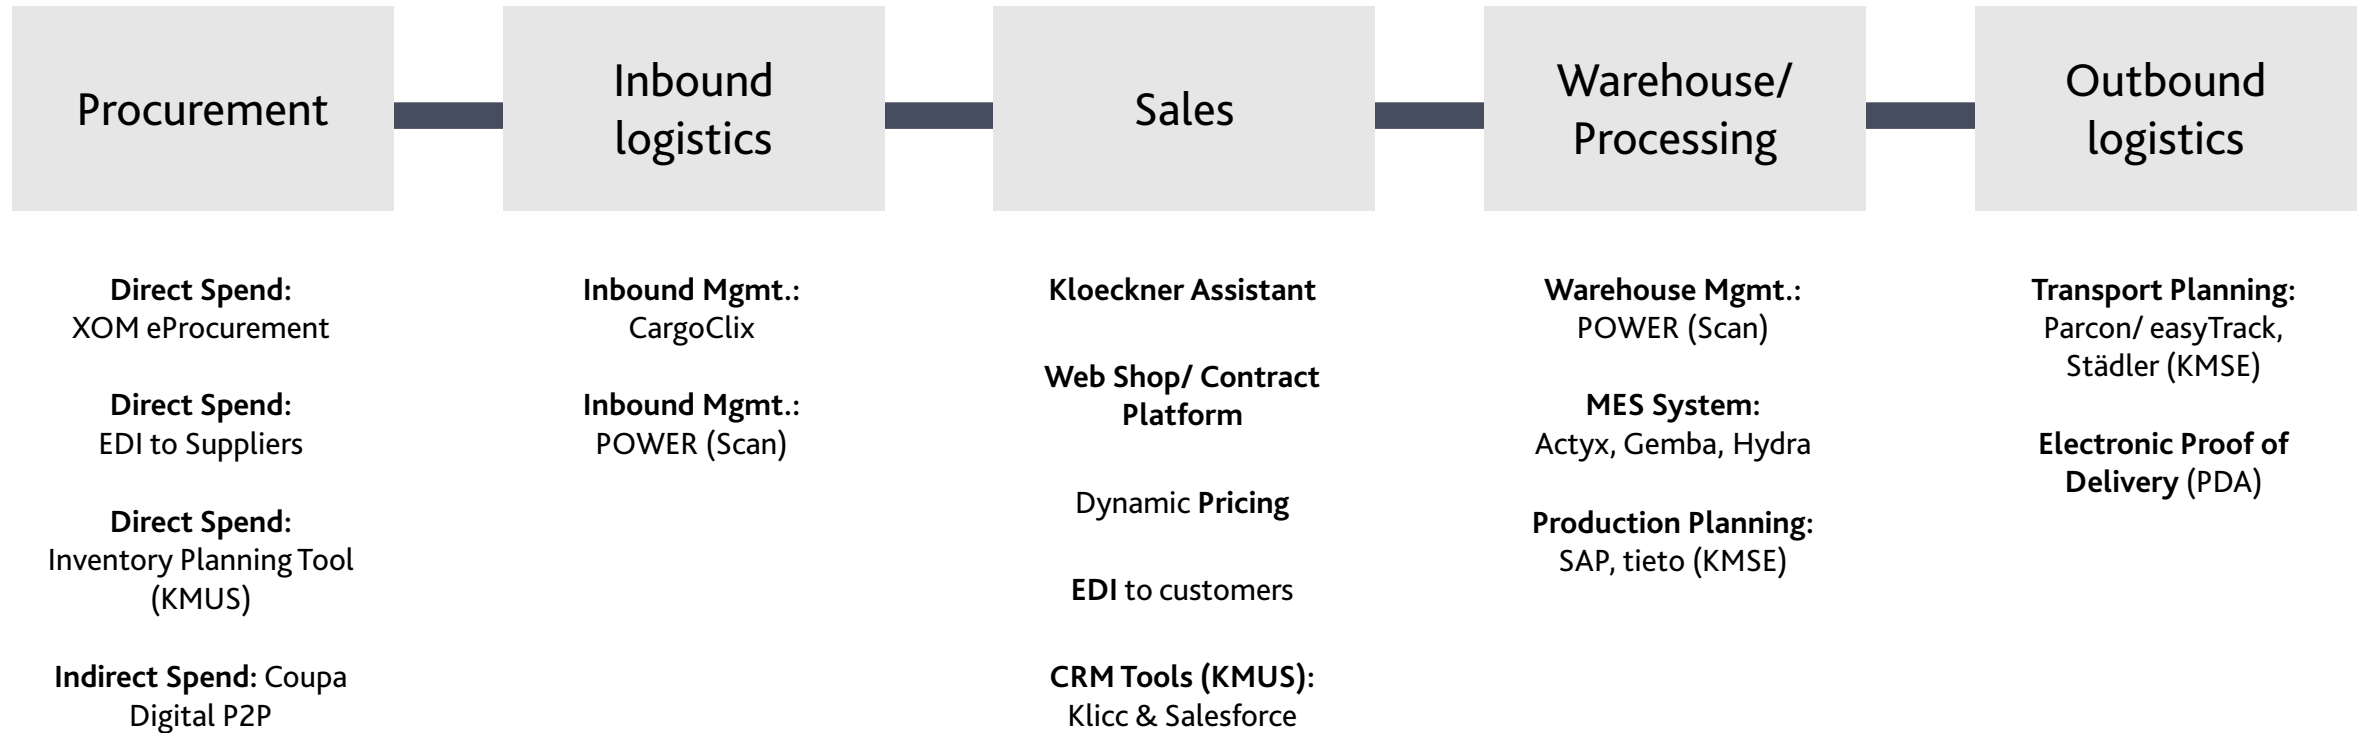 Procurement
Inbound
logistics
Sales
Warehouse/
Processing
Outbound
logistics
Direct Spend:
XOM eProcurement
Direct Spend:
EDI to Suppliers
Direct Spend:
Inventory Planning Tool
(KMUS)
Indirect Spend: Coupa
Digital P2P
Inbound Mgmt.:
CargoClix
Inbound Mgmt.:
POWER (Scan)
Kloeckner Assistant
Web Shop/ Contract
Platform
Dynamic Pricing
EDI to customers
CRM Tools (KMUS):
Klicc & Salesforce
Warehouse Mgmt.:
POWER (Scan)
MES System:
Actyx, Gemba, Hydra
Production Planning:
SAP, tieto (KMSE)
Transport Planning:
Parcon/ easyTrack,
Städler (KMSE)
Electronic Proof of
Delivery (PDA)